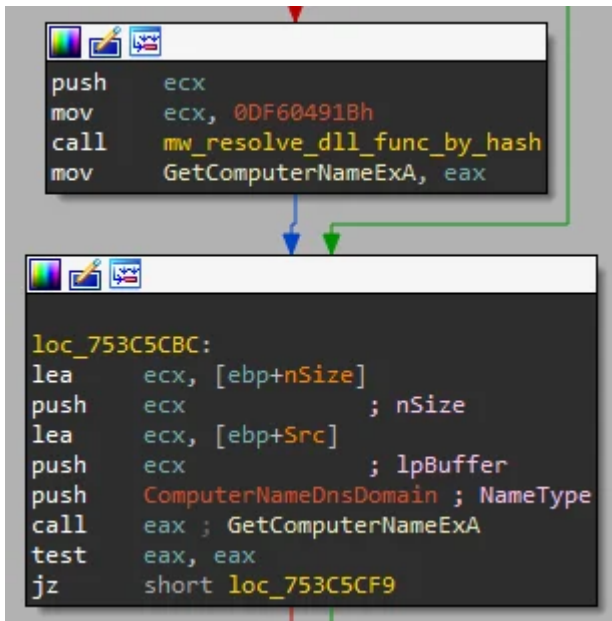 push ecx
mov ecx, 0DF60491Bh
call mw_resolve_dll_func_by_hash
mov GetComputerNameExA, eax
loc_753C5CBC:
lea ecx, [ebp+nSize]
push ecx ; nSize
lea ecx, [ebp+Src]
push ecx ; lpBuffer
push ComputerNameDnsDomain ; NameType
call eax ; GetComputerNameExA
test eax, eax
jz short loc_753C5CF9